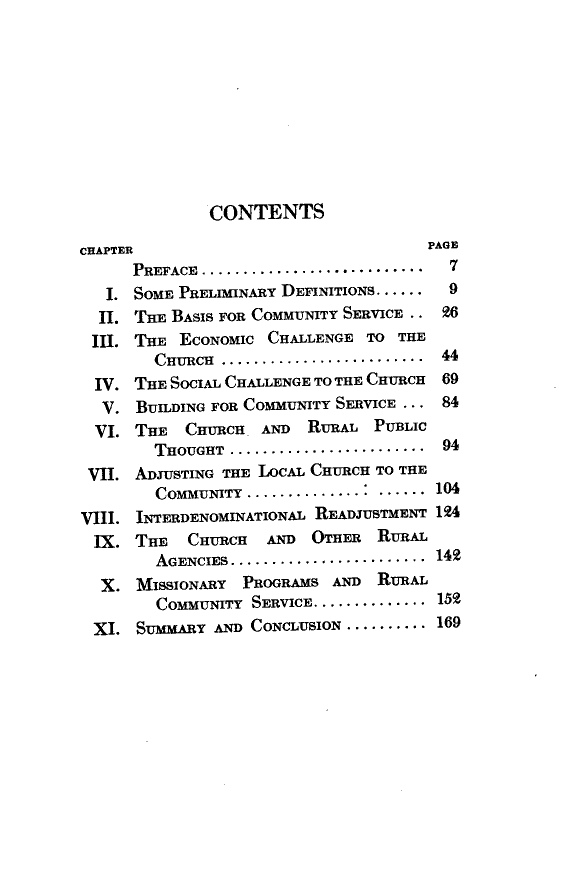 CONTENTS
CHAPTER PAGE
PREFACE........................... 7
I. SOME PRELIMINARY DEFINITIONS...... 9
II. THE BASIS FOR COMMUNITY SERVICE .. 26
III. THE ECONOMIC CHALLENGE TO THE
CHURCH ......................... 44
IV. THE SOCIAL CHALLENGE TO THE CHURCH 69
V. BUILDING FOR COMMUNITY SERVICE ... 84
VI. THE CHURCH AND RURAL PUBLIC
THOUGHT ........................ 94
VII. ADJUSTING THE LOCAL CHURCH TO THE
COMMUNITY .............: ...... 104
VIII. INTERDENOMINATIONAL READJUSTMENT 124
IX. THE CHURCH AND OTHER RURAL
AGENCIES........................ 142
X. MISSIONARY PROGRAMS AND RURAL
COMMUNITY SERVICE.............. 152
XI. SUMMARY AND CONCLUSION .......... 169